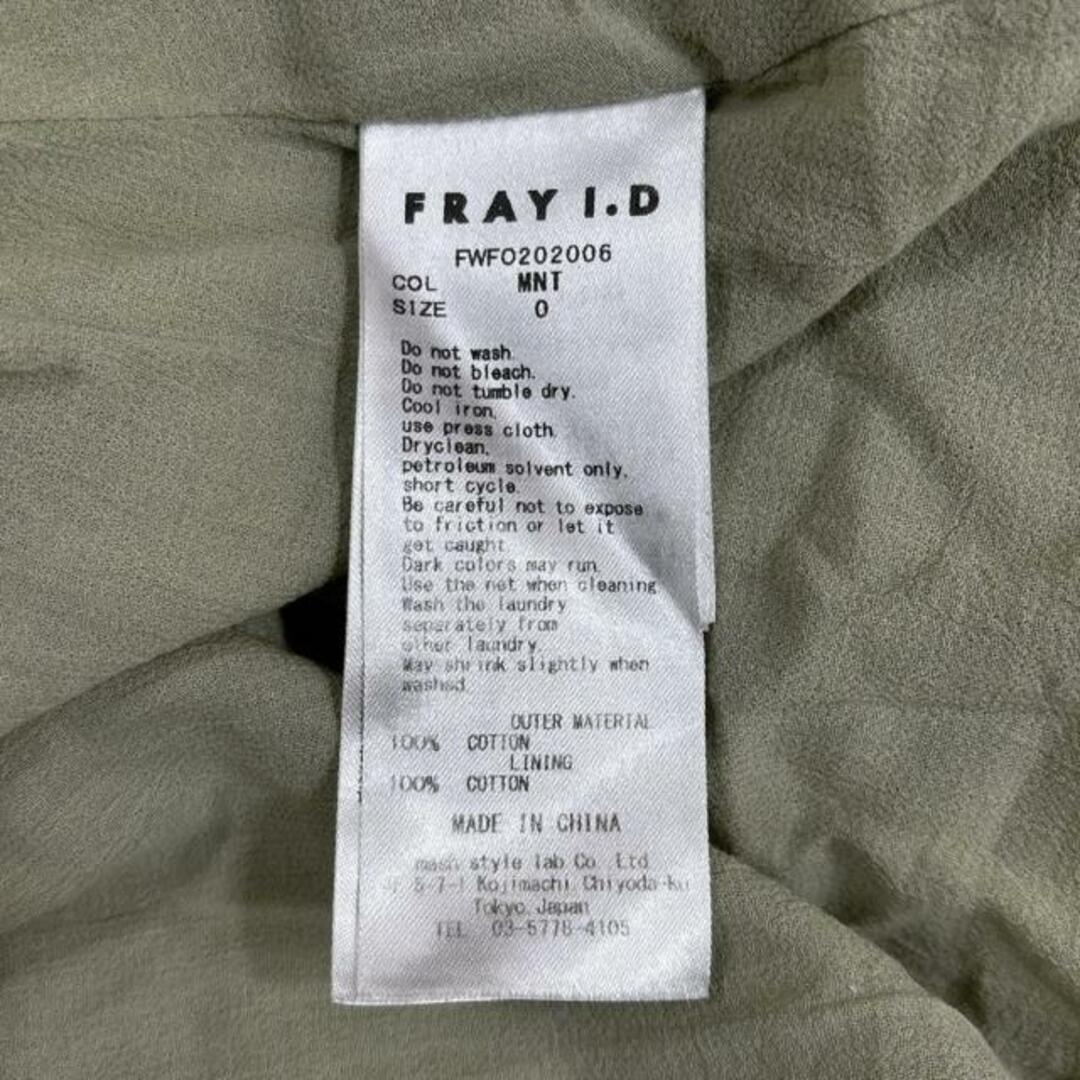 FRAY I.D
FWFO202006
COL MNT
SIZE 0
Do not wash.
Do not bleach.
Do not tumble dry.
Cool iron,
use press cloth.
Dryclean,
petroleum solvent only,
short cycle.
Be careful not to expose
to friction or let it
get caught.
Dark colors may run.
Use the net when cleaning
Wash the laundry
separately from
other laundry.
May shrink slightly when
washed.
OUTER MATERIAL
100% COTTON
LINING
100% COTTON
MADE IN CHINA
mash style lab Co.,Ltd
5-7-1 Kojimachi,Chiyoda-ku
Tokyo,Japan
TEL 03-5778-4105